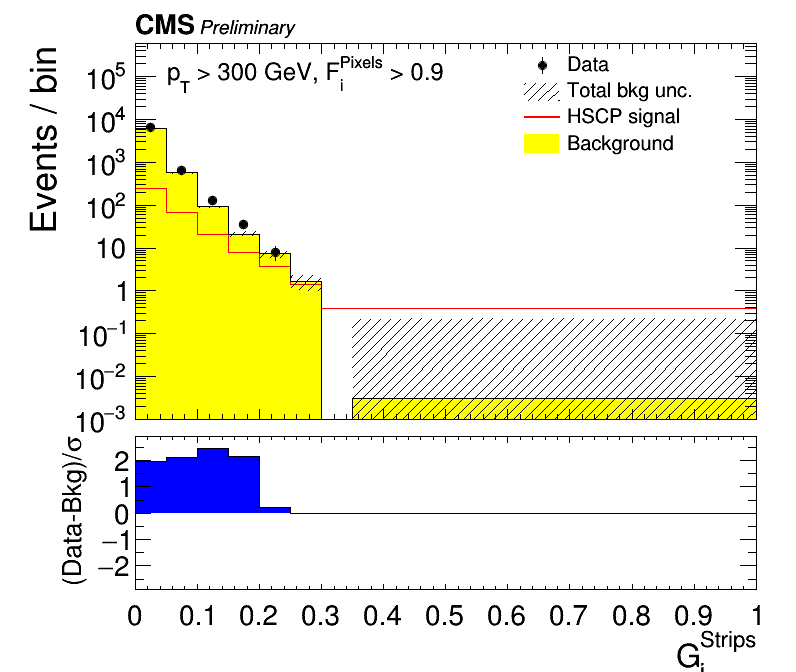 CMS Preliminary
Events / bin
p_T > 300 GeV, F_i^Pixels > 0.9
Data
Total bkg unc.
HSCP signal
Background
10^5
10^4
10^3
10^2
10
1
10^−1
10^−2
10^−3
(Data-Bkg)/σ
2
1
0
−1
−2
0 0.1 0.2 0.3 0.4 0.5 0.6 0.7 0.8 0.9 1
G_i^Strips